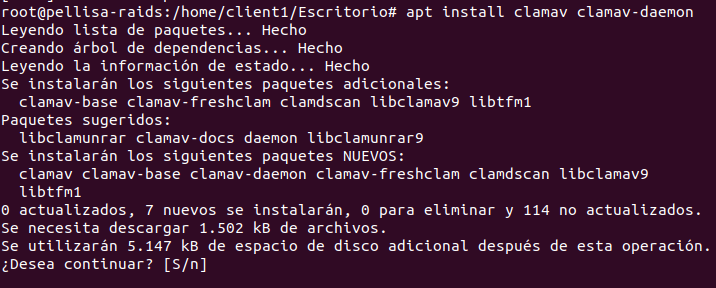 root@pellisa-raids:/home/client1/Escritorio# apt install clamav clamav-daemon
Leyendo lista de paquetes... Hecho
Creando árbol de dependencias... Hecho
Leyendo la información de estado... Hecho
Se instalarán los siguientes paquetes adicionales:
  clamav-base clamav-freshclam clamdscan libclamav9 libtfm1
Paquetes sugeridos:
  libclamunrar clamav-docs daemon libclamunrar9
Se instalarán los siguientes paquetes NUEVOS:
  clamav clamav-base clamav-daemon clamav-freshclam clamdscan libclamav9
  libtfm1
0 actualizados, 7 nuevos se instalarán, 0 para eliminar y 114 no actualizados.
Se necesita descargar 1.502 kB de archivos.
Se utilizarán 5.147 kB de espacio de disco adicional después de esta operación.
¿Desea continuar? [S/n]